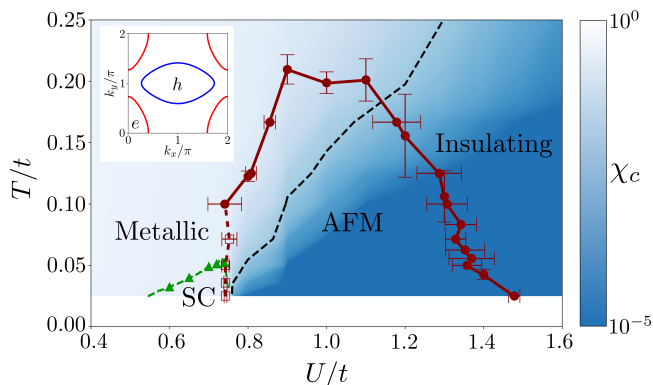 0.25
0.20
0.15
0.10
0.05
0.00
T/t
0.4
0.6
0.8
1.0
1.2
1.4
1.6
U/t
2
1
0
k_y/π
0
1
2
k_x/π
h
e
Metallic
SC
AFM
Insulating
10^0
χ_c
10^{-5}